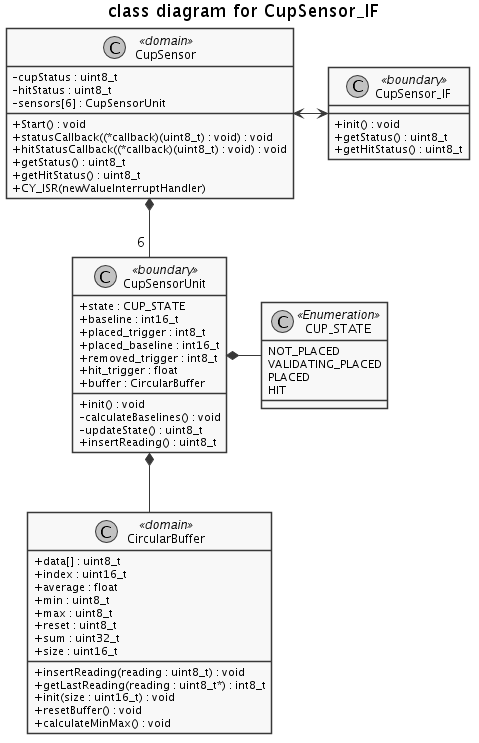 class diagram for CupSensor_IF
C
«domain»
CupSensor
-cupStatus : uint8_t
-hitStatus : uint8_t
-sensors[6] : CupSensorUnit
+Start() : void
+statusCallback((*callback)(uint8_t) : void) : void
+hitStatusCallback((*callback)(uint8_t) : void) : void
+getStatus() : uint8_t
+getHitStatus() : uint8_t
+CY_ISR(newValueInterruptHandler)
C
«boundary»
CupSensor_IF
+init() : void
+getStatus() : uint8_t
+getHitStatus() : uint8_t
6
C
«boundary»
CupSensorUnit
+state : CUP_STATE
+baseline : int16_t
+placed_trigger : int8_t
+placed_baseline : int16_t
+removed_trigger : int8_t
+hit_trigger : float
+buffer : CircularBuffer
+init() : void
-calculateBaselines() : void
-updateState() : uint8_t
+insertReading() : uint8_t
C
«Enumeration»
CUP_STATE
NOT_PLACED
VALIDATING_PLACED
PLACED
HIT
C
«domain»
CircularBuffer
+data[] : uint8_t
+index : uint16_t
+average : float
+min : uint8_t
+max : uint8_t
+reset : uint8_t
+sum : uint32_t
+size : uint16_t
+insertReading(reading : uint8_t) : void
+getLastReading(reading : uint8_t*) : int8_t
+init(size : uint16_t) : void
+resetBuffer() : void
+calculateMinMax() : void